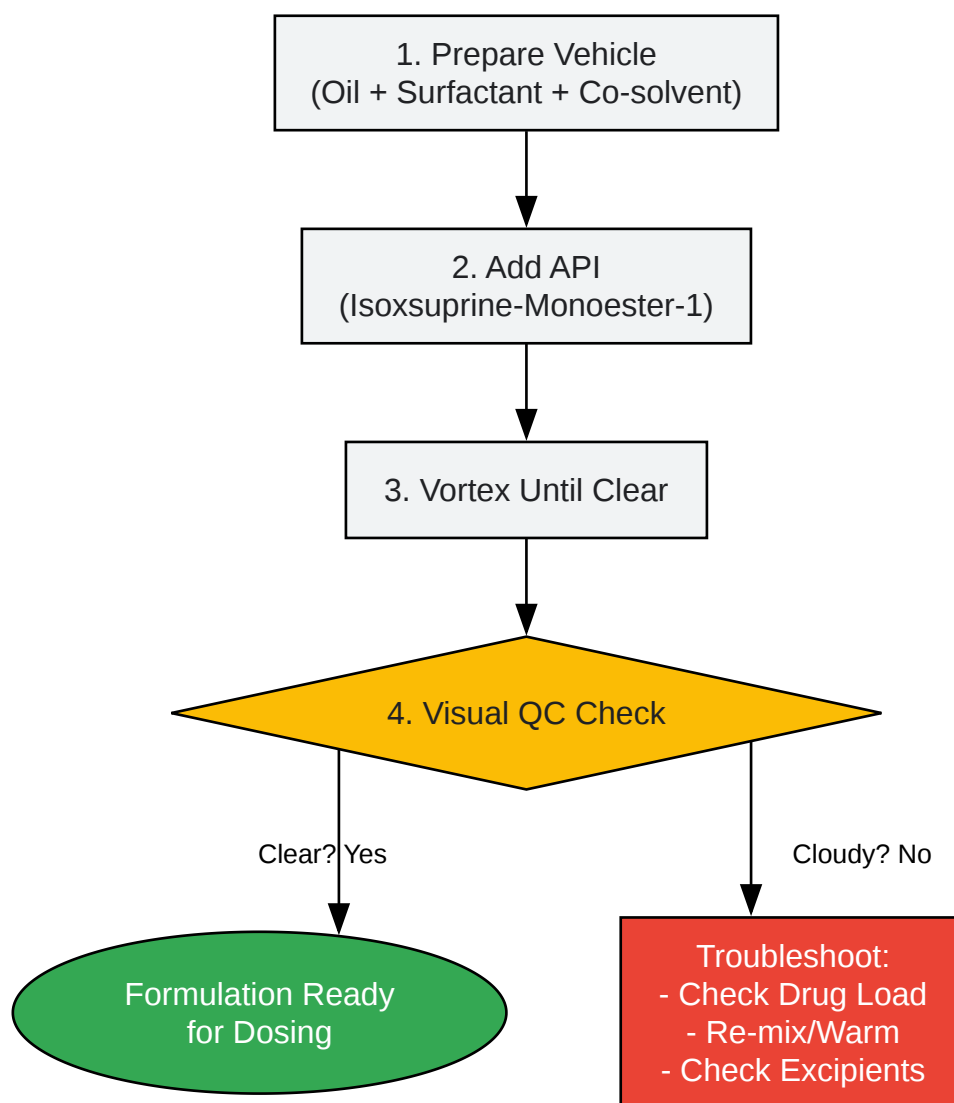 1. Prepare Vehicle
(Oil + Surfactant + Co-solvent)
2. Add API
(Isoxsuprine-Monoester-1)
3. Vortex Until Clear
4. Visual QC Check
Clear? Yes
Cloudy? No
Formulation Ready
for Dosing
Troubleshoot:
- Check Drug Load
- Re-mix/Warm
- Check Excipients